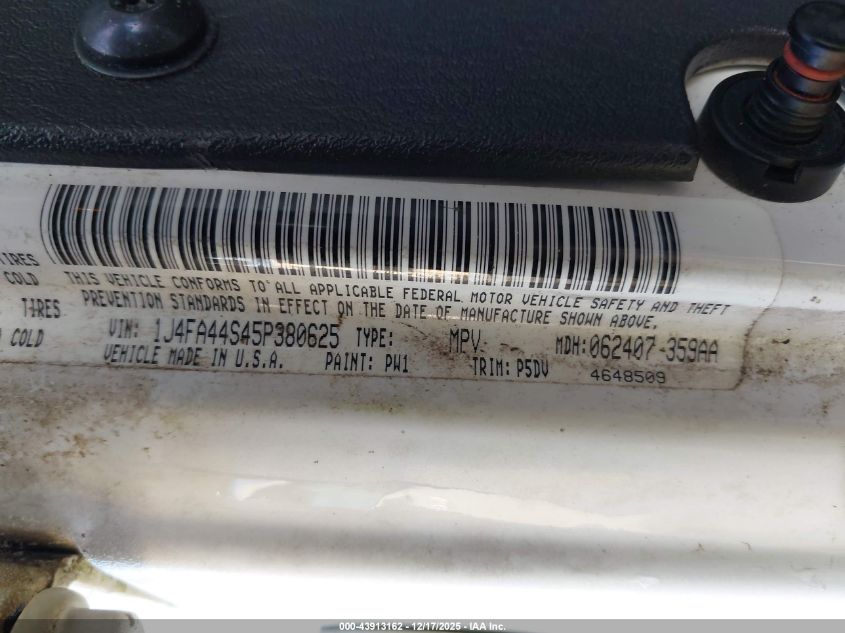 AIRES
COLD
TIRES
COLD
THIS VEHICLE CONFORMS TO ALL APPLICABLE FEDERAL MOTOR VEHICLE SAFETY AND THEFT
PREVENTION STANDARDS IN EFFECT ON THE DATE OF MANUFACTURE SHOWN ABOVE.
VIN: 1J4FA44S45P380625 TYPE: MPV MDH:062407-359AA
VEHICLE MADE IN U.S.A. PAINT: PW1 TRIM: P5DV 4648509
000-43913162 - 12/17/2025 - IAA Inc.